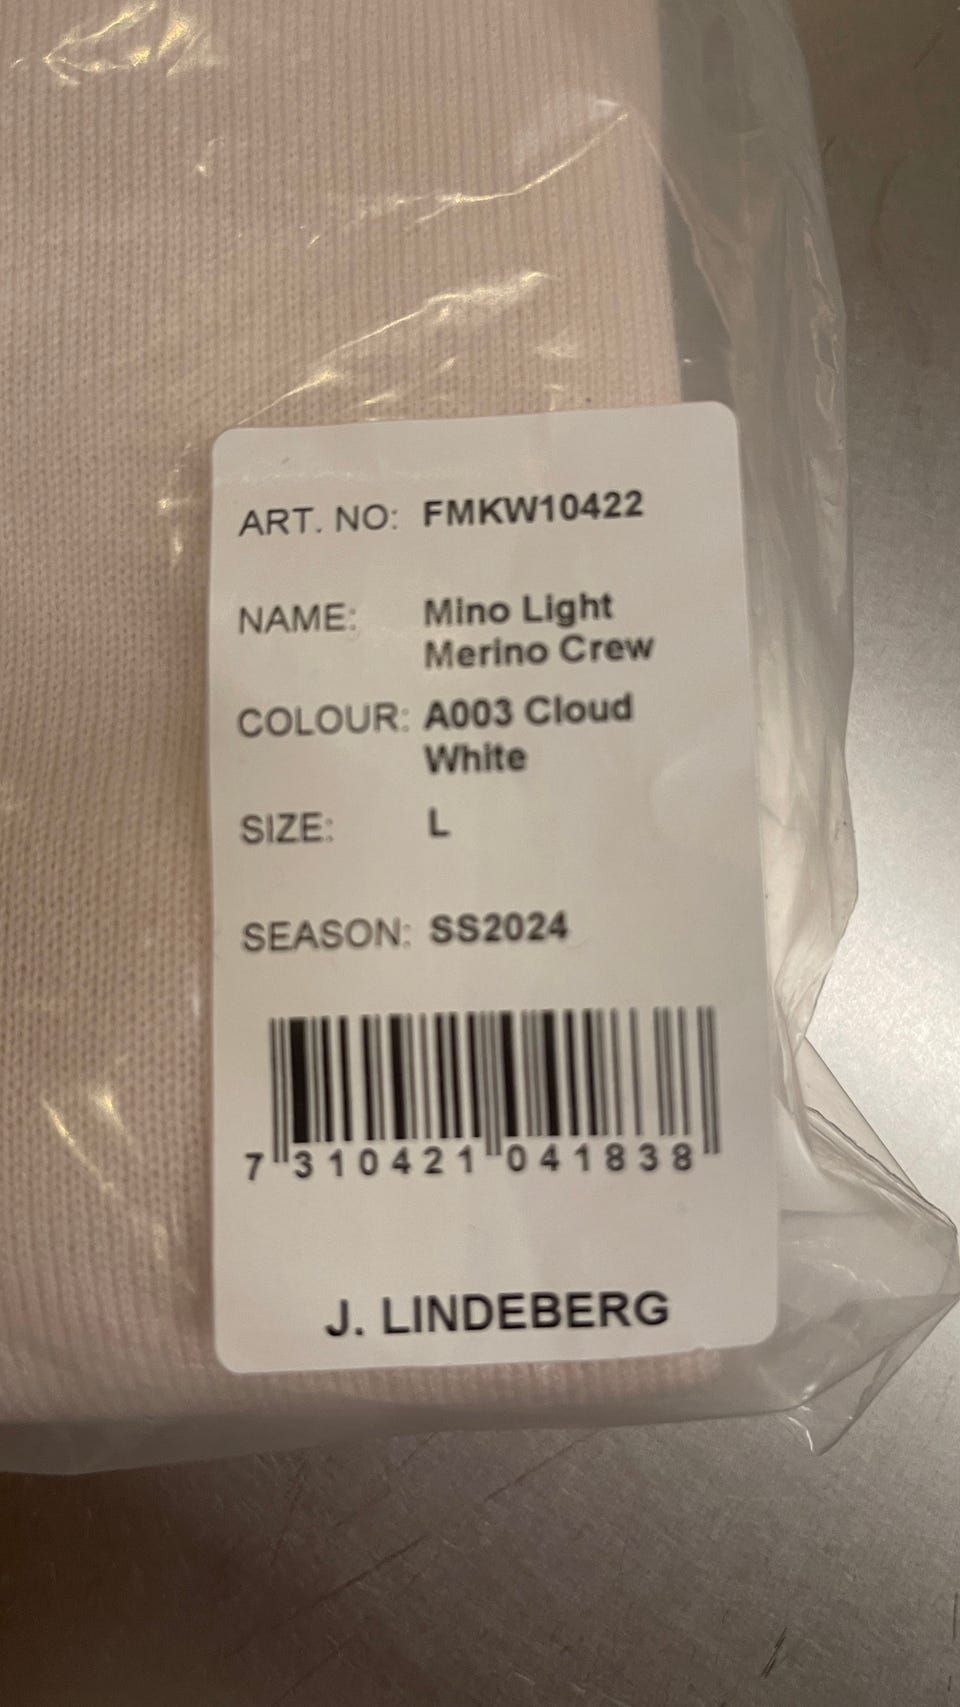 ART. NO: FMKW10422
NAME: Mino Light
Merino Crew
COLOUR: A003 Cloud
White
SIZE: L
SEASON: SS2024
7 310421 041838
J. LINDEBERG